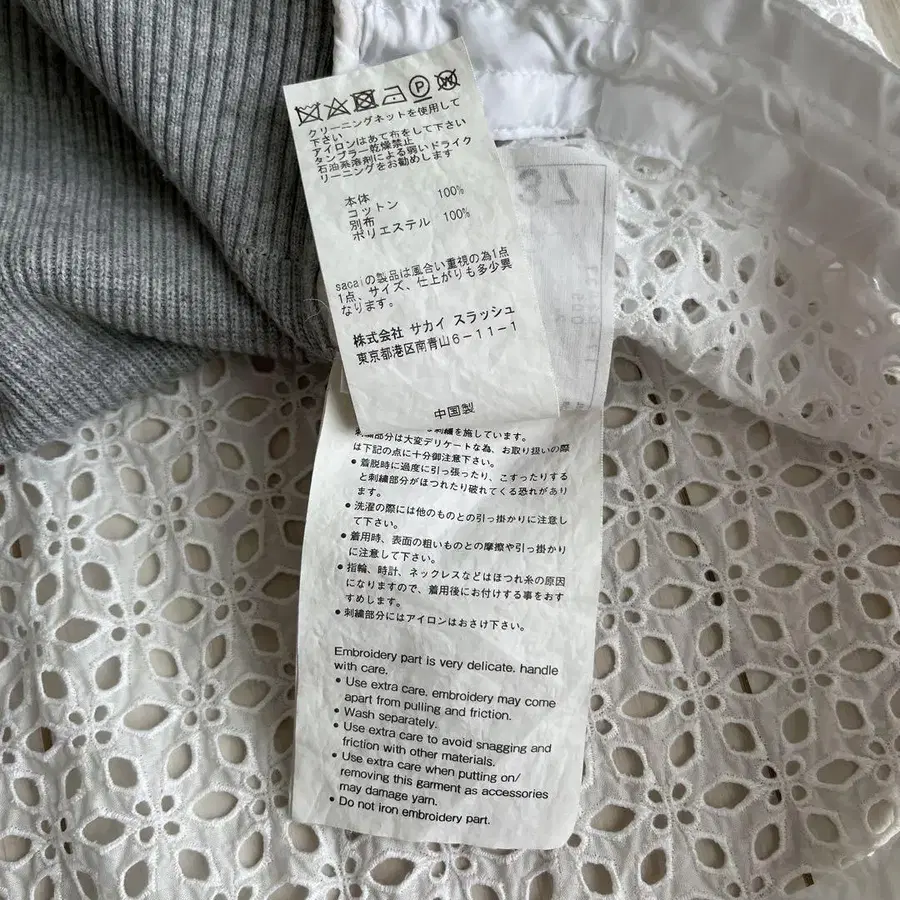 クリーニングネットを使用して
下さい
アイロンはあて布をして下さい
タンブラー乾燥禁止
石油系溶剤による弱いドライク
リーニングをお勧めします
本体
コットン 100%
別布
ポリエステル 100%
sacaiの製品は風合い重視の為1点
1点、サイズ、仕上がりも多少異
なります。
株式会社 サカイ スラッシュ
東京都港区南青山6-11-1
中国製
刺繍を施しています。
刺繍部分は大変デリケートな為、お取り扱いの際
は下記の点に十分御注意下さい。
● 着脱時に過度に引っ張ったり、こすったりする
と刺繍部分がほつれたり破れてくる恐れがあり
ます。
● 洗濯の際には他のものとの引っ掛かりに注意し
て下さい。
● 着用時、表面の粗いものとの摩擦や引っ掛かり
に注意して下さい。
● 指輪、時計、ネックレスなどはほつれ糸の原因
になりますので、着用後にお付けする事をおす
すめします。
● 刺繍部分にはアイロンはおさけ下さい。
Embroidery part is very delicate. handle
with care.
● Use extra care, embroidery may come
apart from pulling and friction.
● Wash separately.
● Use extra care to avoid snagging and
friction with other materials.
● Use extra care when putting on/
removing this garment as accessories
may damage yarn.
● Do not iron embroidery part.